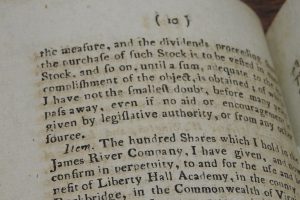 ( 10 )
the measure, and the dividends proceeding
the purchase of such Stock is to be vested in
Stock, and so on, until a sum, adequate to the
complishment of the object, is obtained; of
I have not the smallest doubt, before many
pass away, even if no aid or encouragement
given by legislative authority, or from any
source.
Item. The hundred Shares which I hold in
James River Company, I have given, and
confirm in perpetuity, to and for the use and
nefit of Liberty Hall Academy, in the county
Rockbridge, in the Commonwealth of Virg